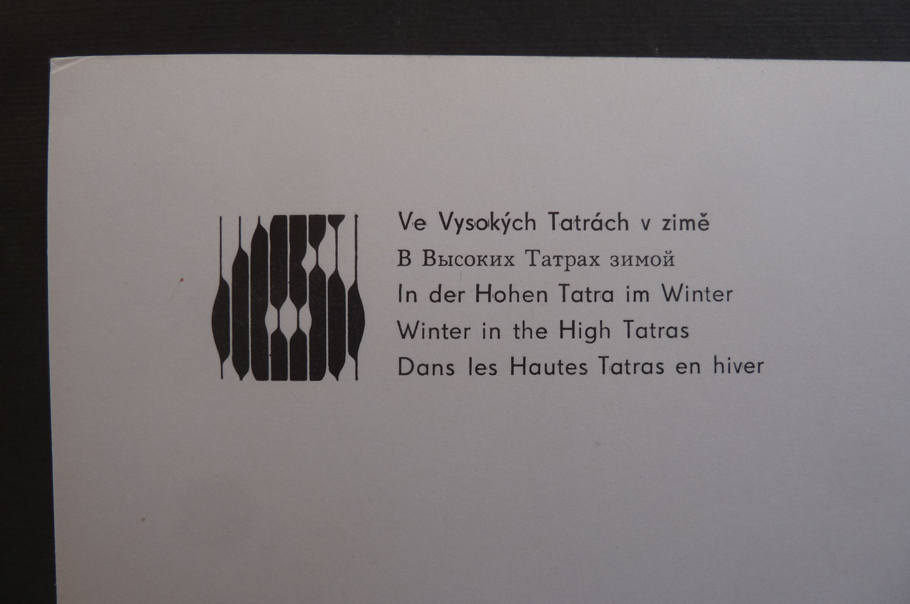 Ve Vysokých Tatrách v zimě
В Высоких Татрах зимой
In der Hohen Tatra im Winter
Winter in the High Tatras
Dans les Hautes Tatras en hiver